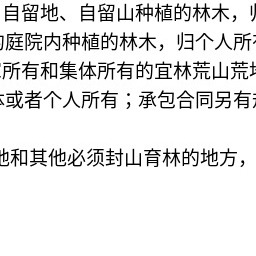 自留地、自留山种植的林木，归
的庭院内种植的林木，归个人所有
所有和集体所有的宜林荒山荒地
体或者个人所有；承包合同另有规
地和其他必须封山育林的地方，